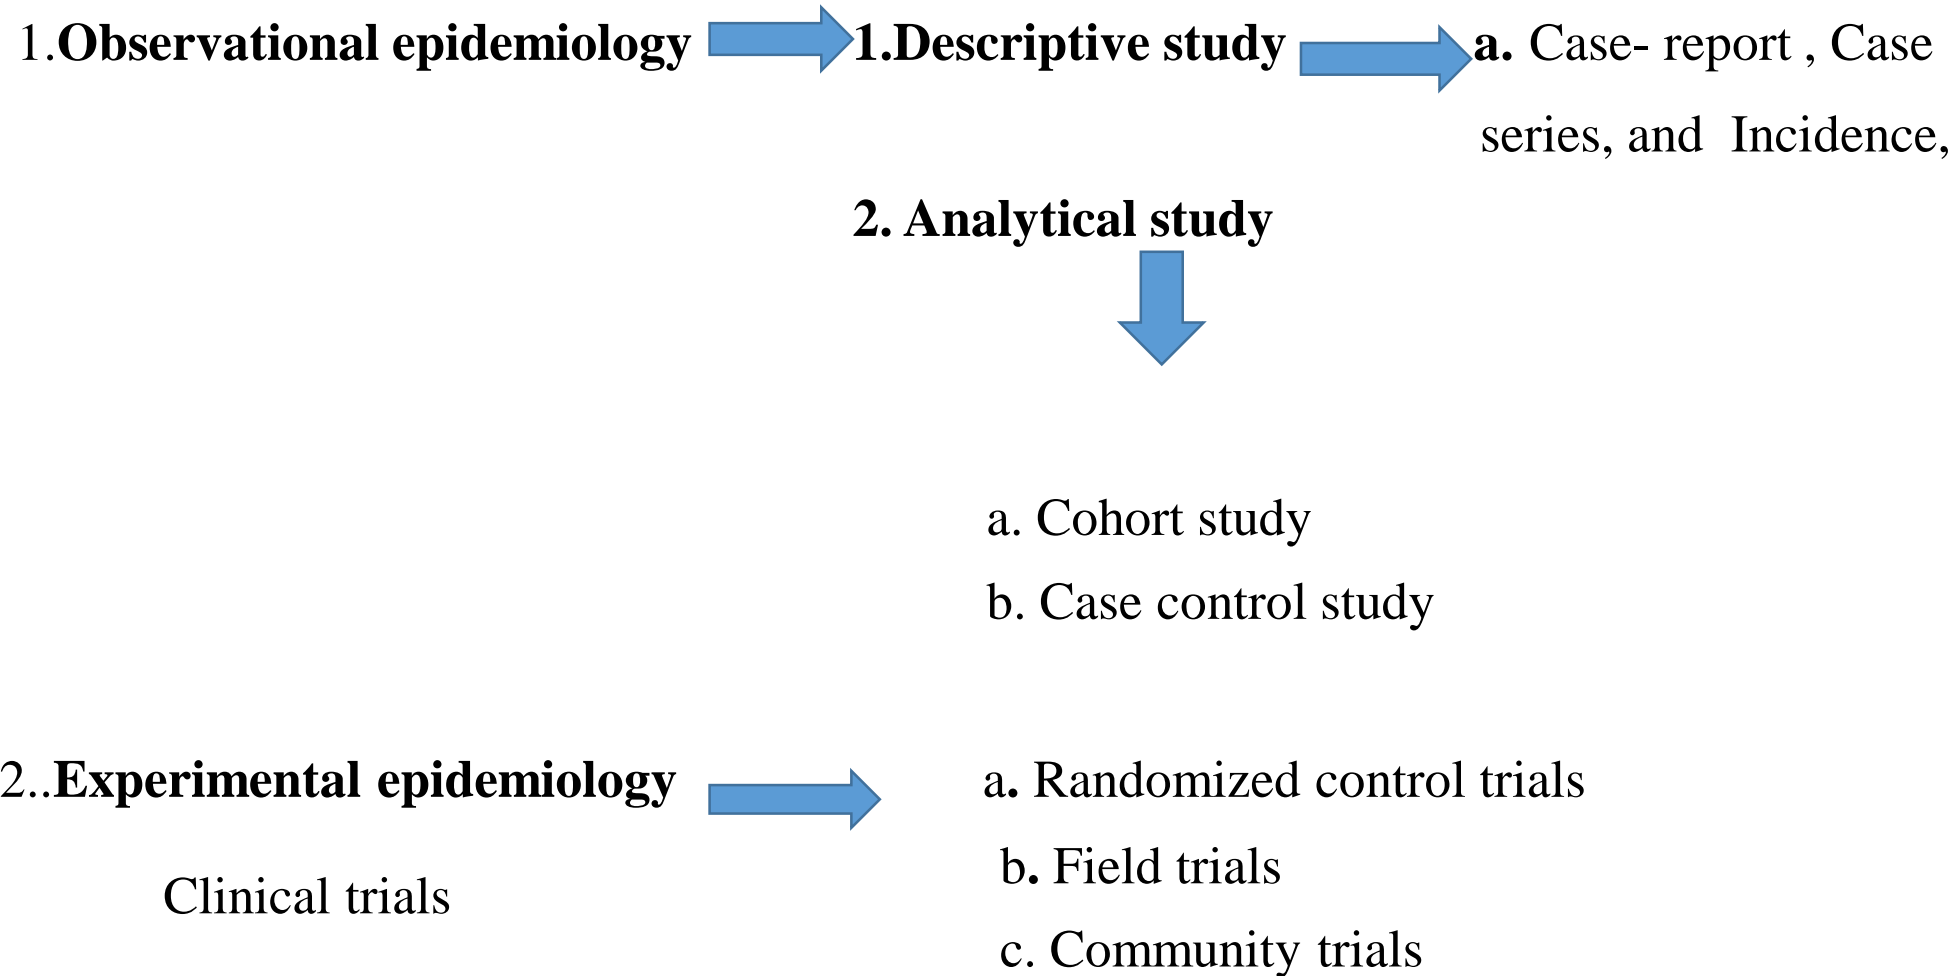 1.Observational epidemiology 1.Descriptive study a. Case- report , Case
series, and Incidence,
2. Analytical study
a. Cohort study
b. Case control study
2..Experimental epidemiology a. Randomized control trials
b. Field trials
Clinical trials
c. Community trials